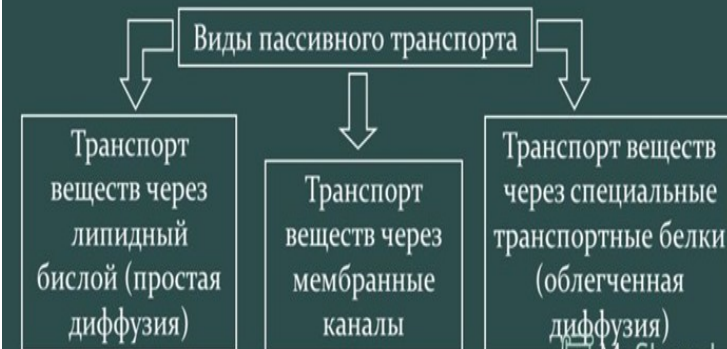 Виды пассивного транспорта
Транспорт
веществ через
липидный
бислой (простая
диффузия)
Транспорт
веществ через
мембранные
каналы
Транспорт веществ
через специальные
транспортные белки
(облегченная
диффузия)